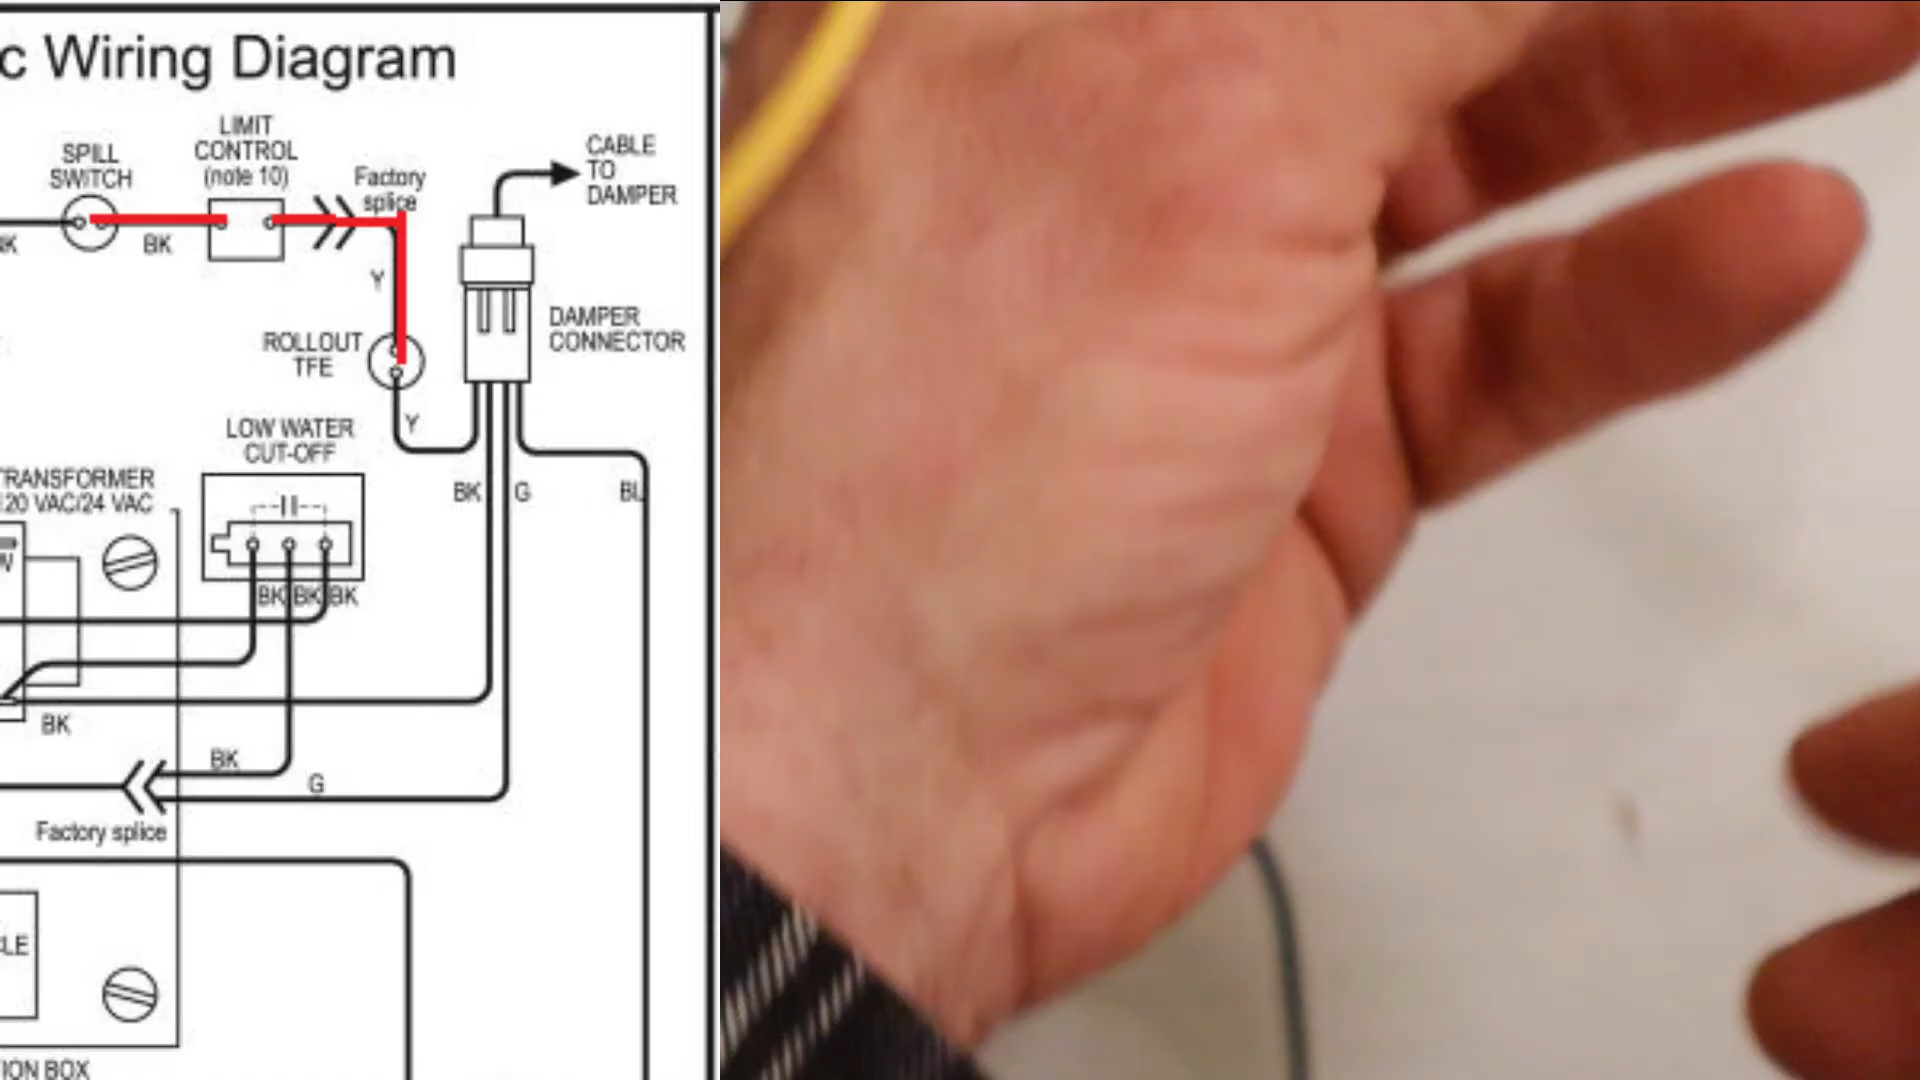 c Wiring Diagram
LIMIT
CONTROL
(note 10)
SPILL
SWITCH
Factory
splice
CABLE
TO
DAMPER
BK
Y
DAMPER
CONNECTOR
ROLLOUT
TFE
Y
LOW WATER
CUT-OFF
TRANSFORMER
120 VAC/24 VAC
BK
G
BL
BK
BK
BK
BK
BK
G
Factory splice
LE
ION BOX